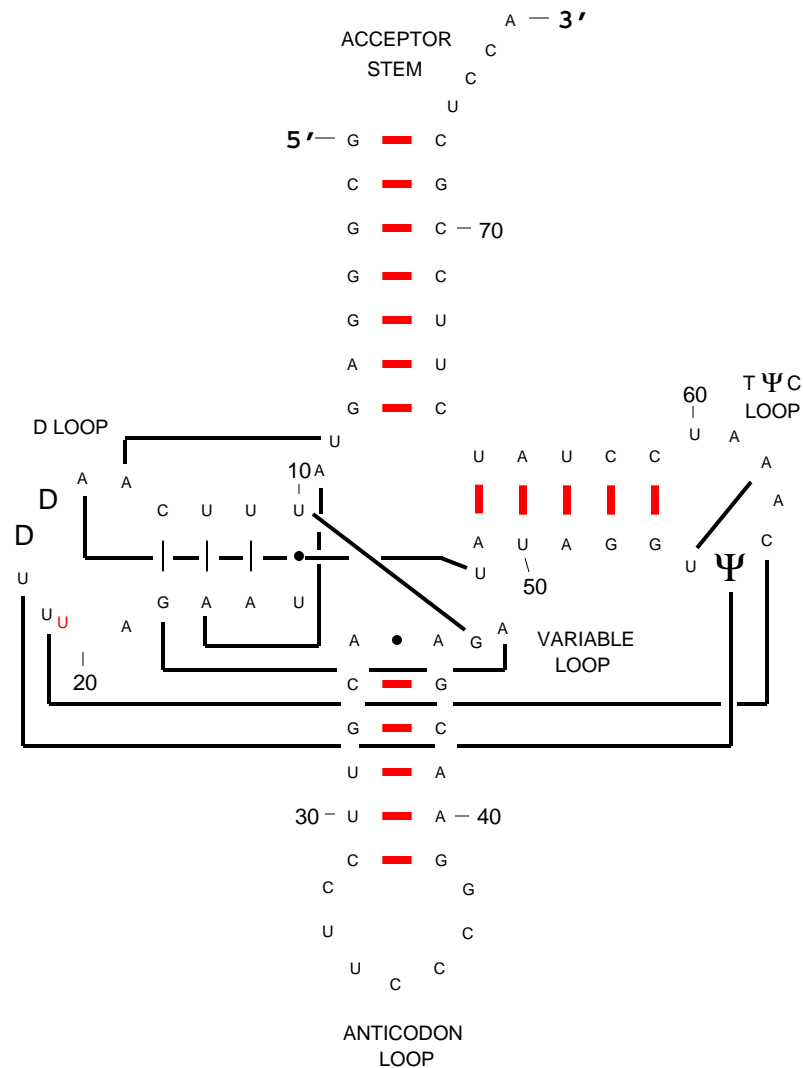 A 3′
ACCEPTOR
STEM
C
C
U
5′ G C
C G
G C 70
G C
G U
A U
G C
D LOOP
U
60
T Ψ C
LOOP
U A
A
A
C
U A U C C
10 A
A A
D
D
C U U U
A U A G G
U Ψ
U
50
U
U U
A G A A U
20
A A G A
VARIABLE
LOOP
C G
G C
U A
30 U A 40
C G
C G
U C
U C
C
ANTICODON
LOOP